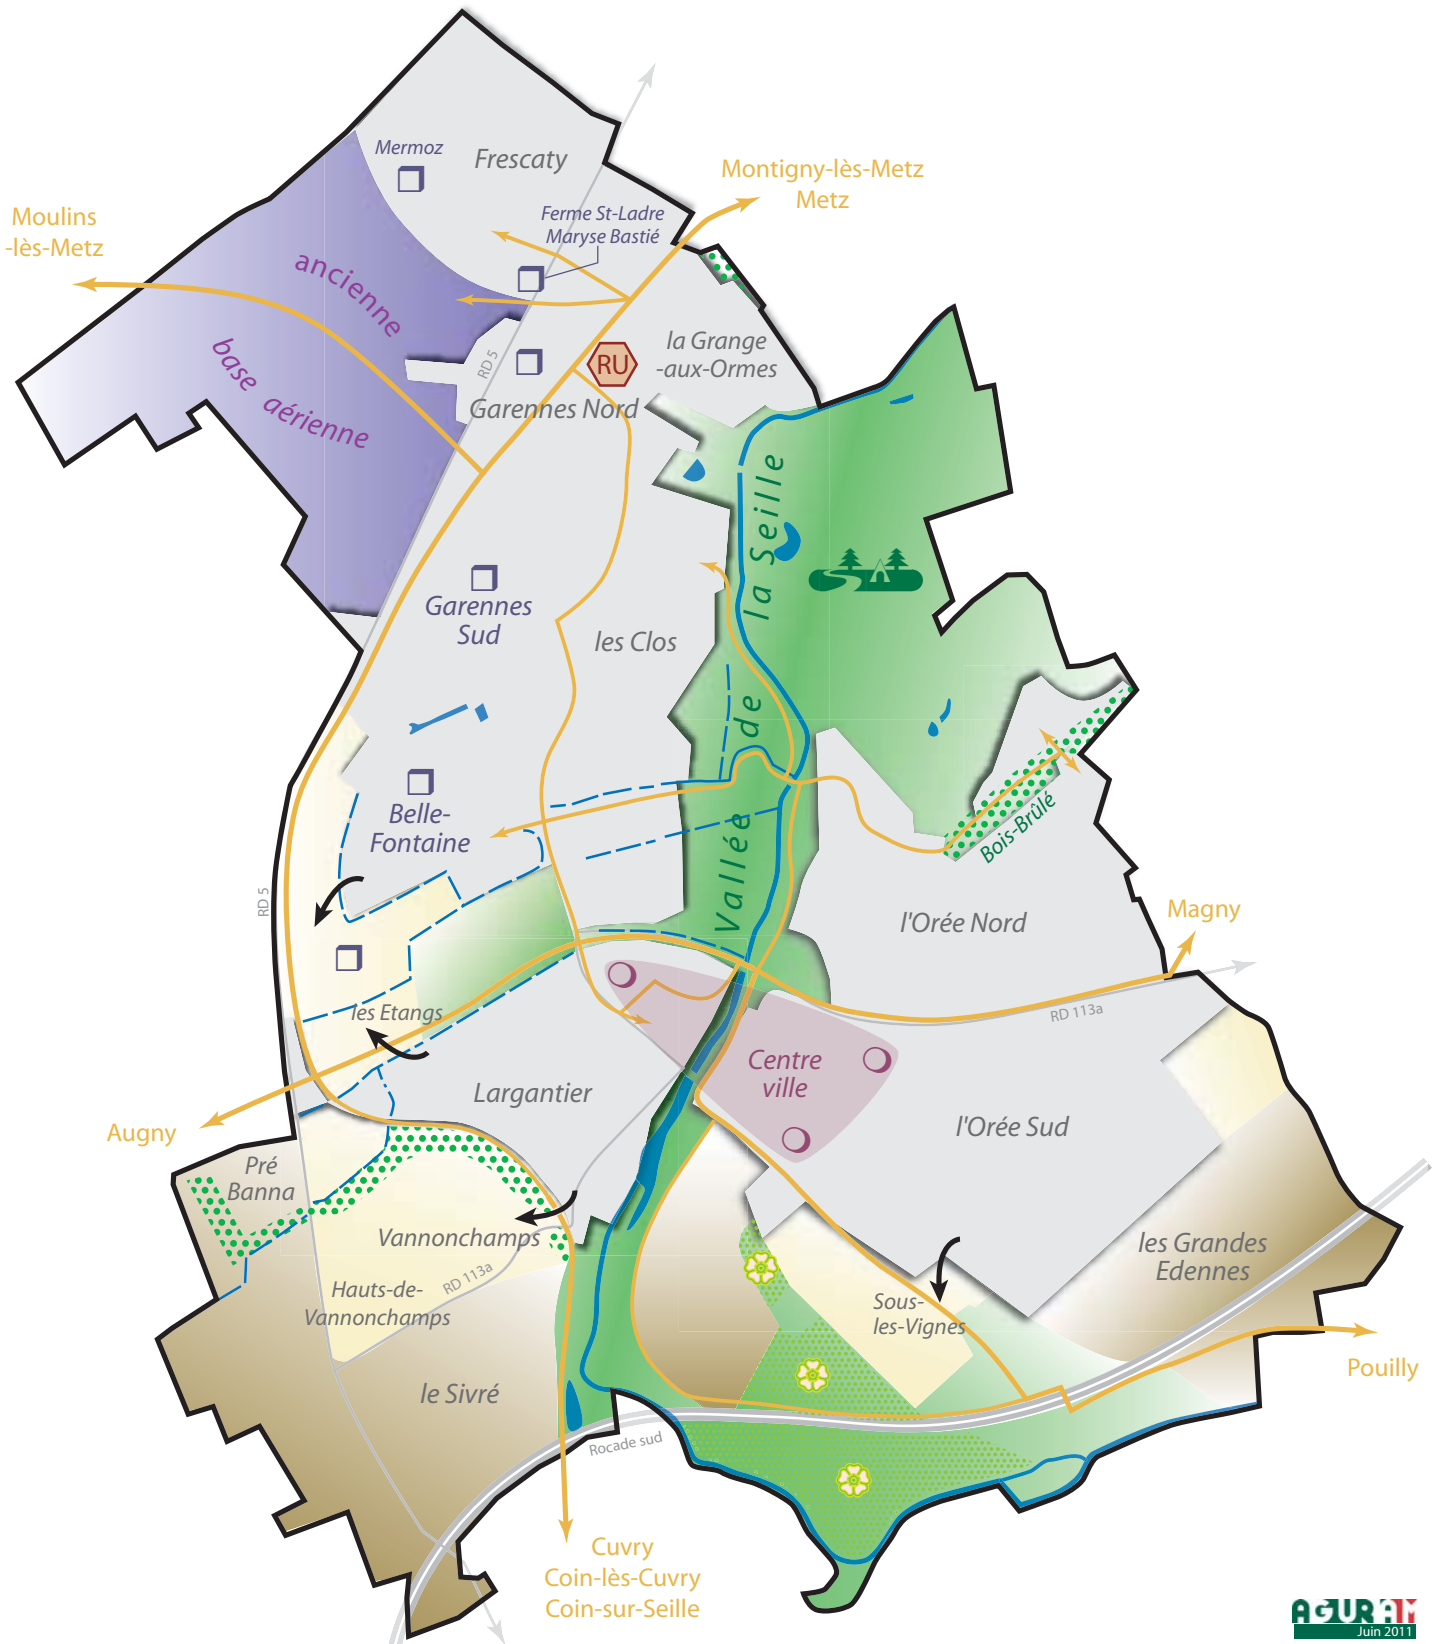 Mermoz
Frescaty
Montigny-lès-Metz
Metz
Ferme St-Ladre
Maryse Bastié
Moulins
-lès-Metz
ancienne
base aérienne
RD 5
RU
la Grange
-aux-Ormes
Garennes Nord
Vallée de la Seille
Garennes
Sud
les Clos
Belle-
Fontaine
Bois-Brûlé
RD 5
l'Orée Nord
Magny
les Etangs
RD 113a
Centre
ville
Largantier
l'Orée Sud
Augny
Pré
Banna
Vannonchamps
RD 113a
Hauts-de-
Vannonchamps
les Grandes
Edennes
Sous-
les-Vignes
Pouilly
le Sivré
Rocade sud
Cuvry
Coin-lès-Cuvry
Coin-sur-Seille
AGURAM
Juin 2011